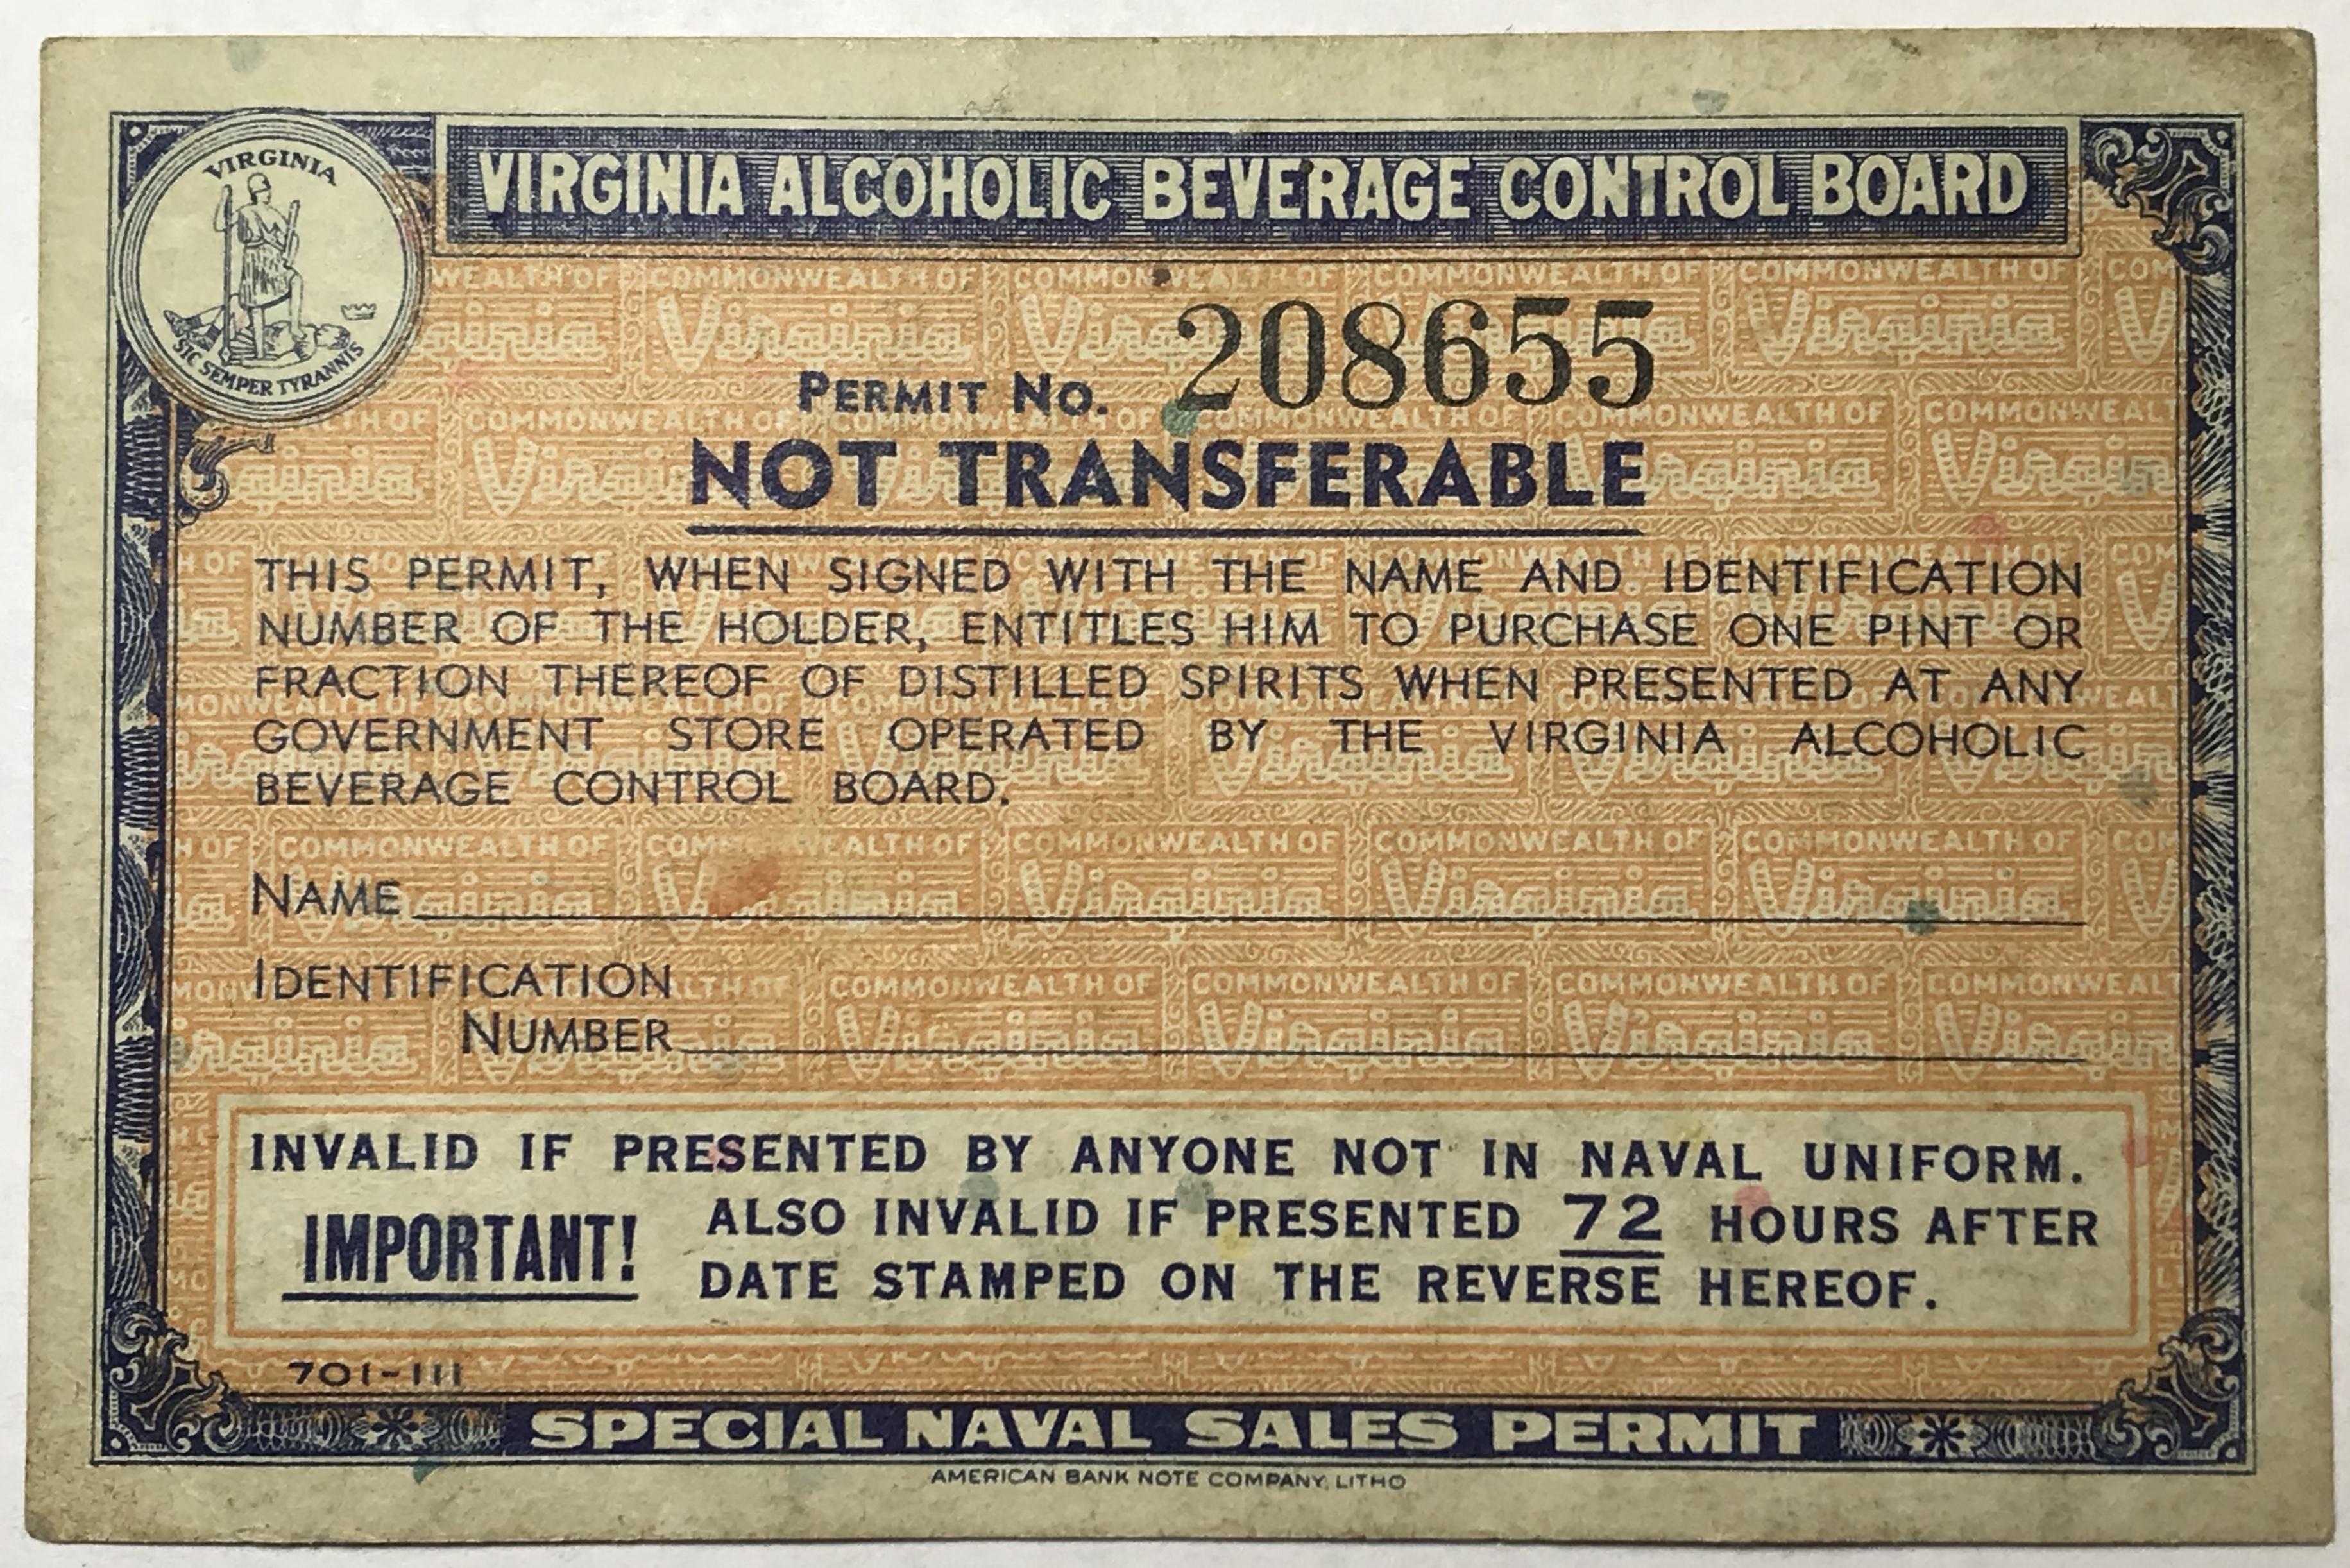 VIRGINIA
SIC SEMPER TYRANNIS
VIRGINIA ALCOHOLIC BEVERAGE CONTROL BOARD
PERMIT NO. 208655
NOT TRANSFERABLE
THIS PERMIT, WHEN SIGNED WITH THE NAME AND IDENTIFICATION
NUMBER OF THE HOLDER, ENTITLES HIM TO PURCHASE ONE PINT OR
FRACTION THEREOF OF DISTILLED SPIRITS WHEN PRESENTED AT ANY
GOVERNMENT STORE OPERATED BY THE VIRGINIA ALCOHOLIC
BEVERAGE CONTROL BOARD.
NAME
IDENTIFICATION
NUMBER
INVALID IF PRESENTED BY ANYONE NOT IN NAVAL UNIFORM.
IMPORTANT! ALSO INVALID IF PRESENTED 72 HOURS AFTER
DATE STAMPED ON THE REVERSE HEREOF.
701-111
SPECIAL NAVAL SALES PERMIT
AMERICAN BANK NOTE COMPANY, LITHO